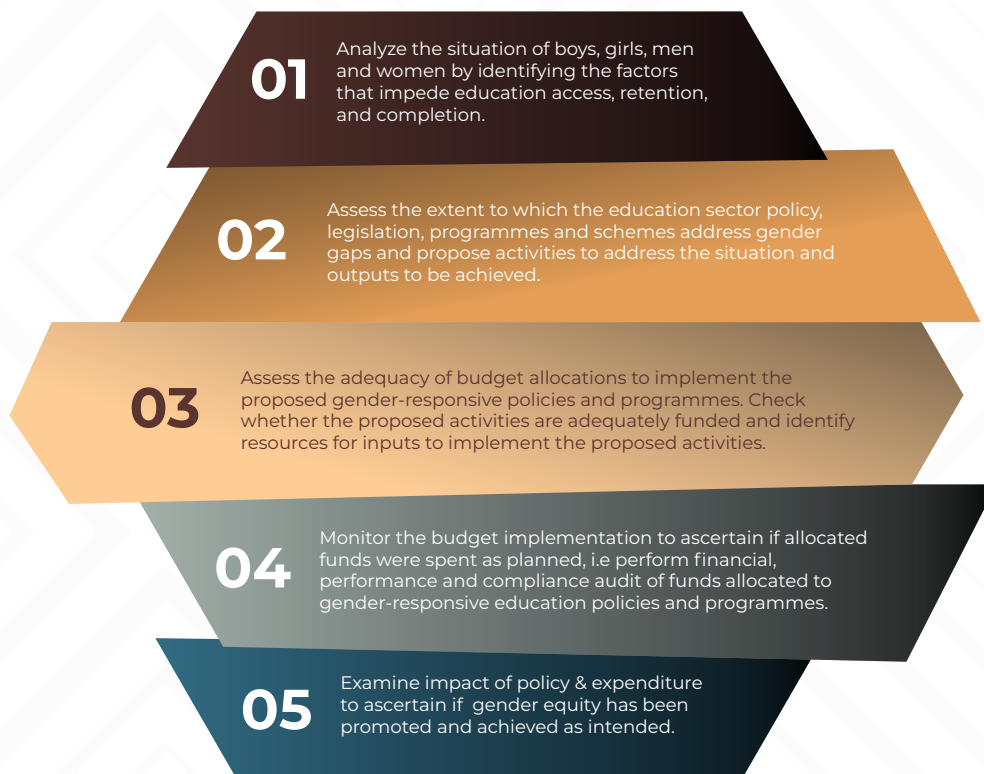 01
Analyze the situation of boys, girls, men
and women by identifying the factors
that impede education access, retention,
and completion.
02
Assess the extent to which the education sector policy,
legislation, programmes and schemes address gender
gaps and propose activities to address the situation and
outputs to be achieved.
03
Assess the adequacy of budget allocations to implement the
proposed gender-responsive policies and programmes. Check
whether the proposed activities are adequately funded and identify
resources for inputs to implement the proposed activities.
04
Monitor the budget implementation to ascertain if allocated
funds were spent as planned, i.e perform financial,
performance and compliance audit of funds allocated to
gender-responsive education policies and programmes.
05
Examine impact of policy & expenditure
to ascertain if  gender equity has been
promoted and achieved as intended.